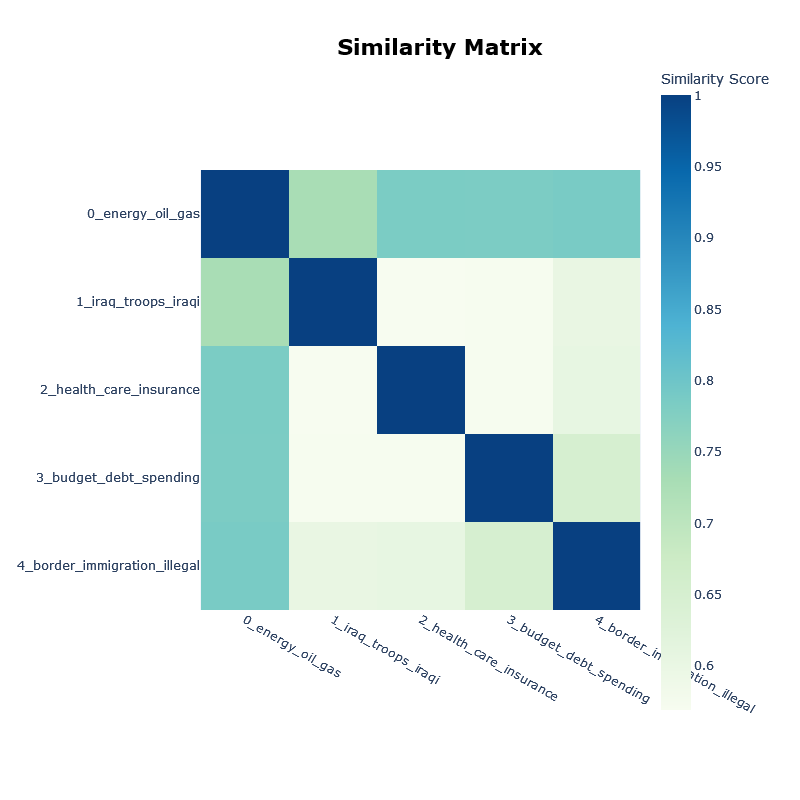 Similarity Matrix
Similarity Score
1
0.95
0.9
0.85
0.8
0.75
0.7
0.65
0.6
0_energy_oil_gas
1_iraq_troops_iraqi
2_health_care_insurance
3_budget_debt_spending
4_border_immigration_illegal
0_energy_oil_gas
1_iraq_troops_iraqi
2_health_care_insurance
3_budget_debt_spending
4_border_immigration_illegal